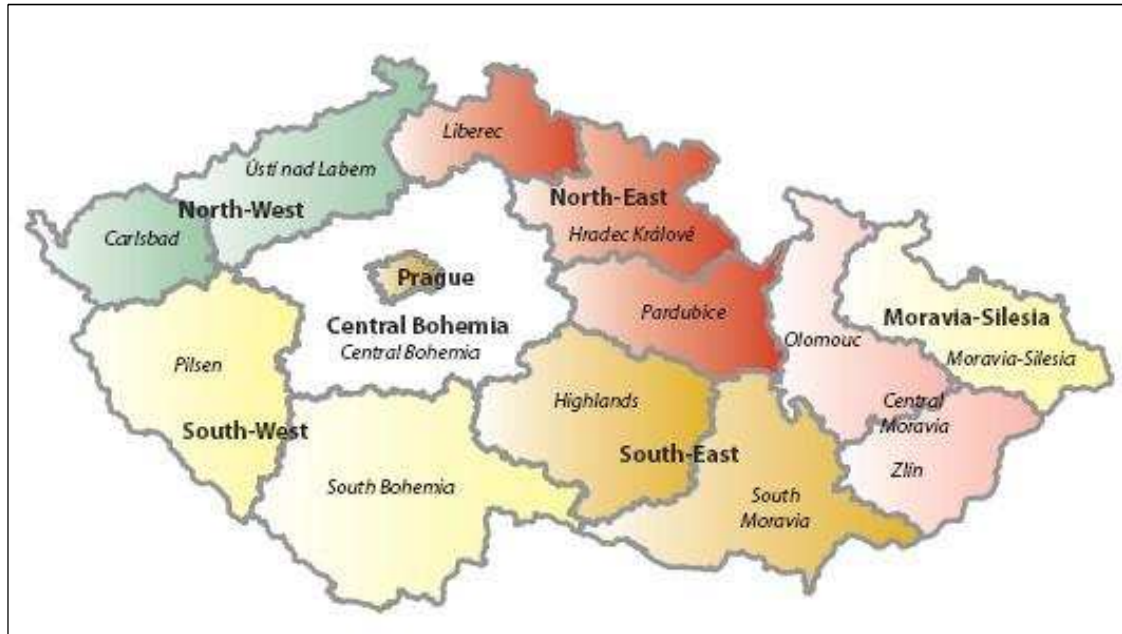 Liberec
Ústí nad Labem
North-West
Carlsbad
North-East
Hradec Králové
Prague
Central Bohemia
Central Bohemia
Pardubice
Moravia-Silesia
Olomouc
Moravia-Silesia
Pilsen
Highlands
Central
Moravia
South-West
South-East
Zlín
South Bohemia
South
Moravia